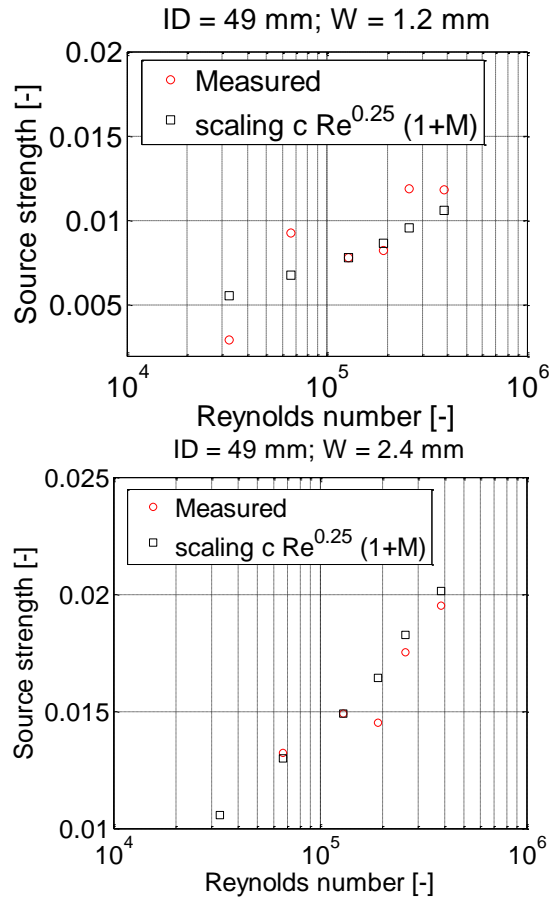 ID = 49 mm; W = 1.2 mm
0.02
0.015
0.01
0.005
Source strength [-]
Measured
scaling c Re^0.25 (1+M)
10^4 10^5 10^6
Reynolds number [-]
ID = 49 mm; W = 2.4 mm
0.025
0.02
0.015
0.01
Source strength [-]
Measured
scaling c Re^0.25 (1+M)
10^4 10^5 10^6
Reynolds number [-]